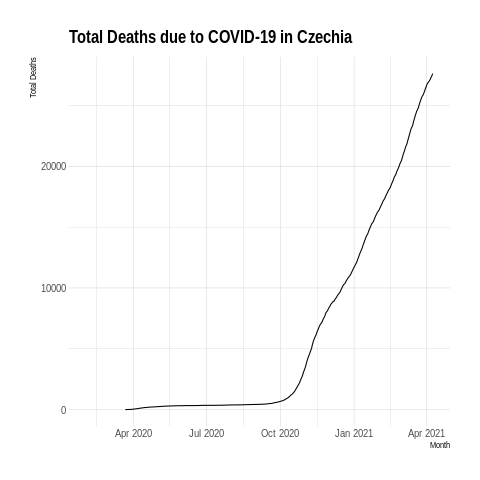 Total Deaths due to COVID-19 in Czechia
Total Deaths
20000
10000
0
Apr 2020 Jul 2020 Oct 2020 Jan 2021 Apr 2021
Month